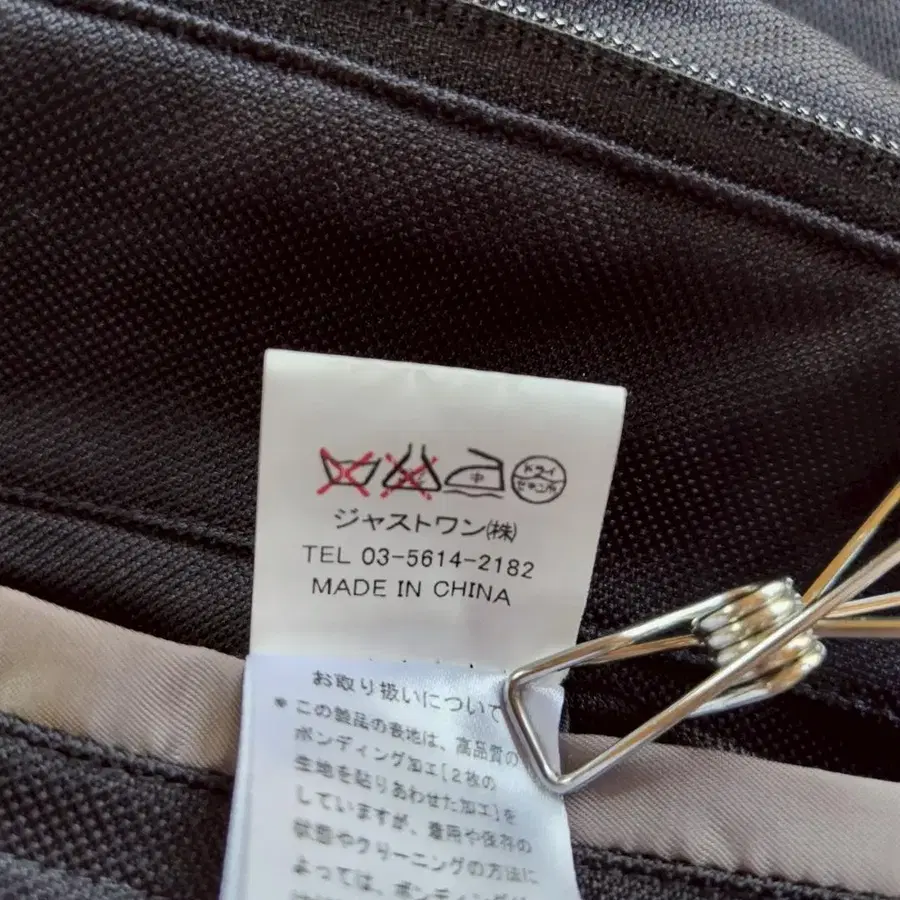 中
ドライ
セキユ系
ジャストワン㈱
TEL 03-5614-2182
MADE IN CHINA
お取り扱いについて
* この製品の表地は、高品質の
ボンディング加工[2枚の
生地を貼りあわせた加工]を
していますが、着用や保存の
状態やクリーニングの方法に
よっては、ボンディング